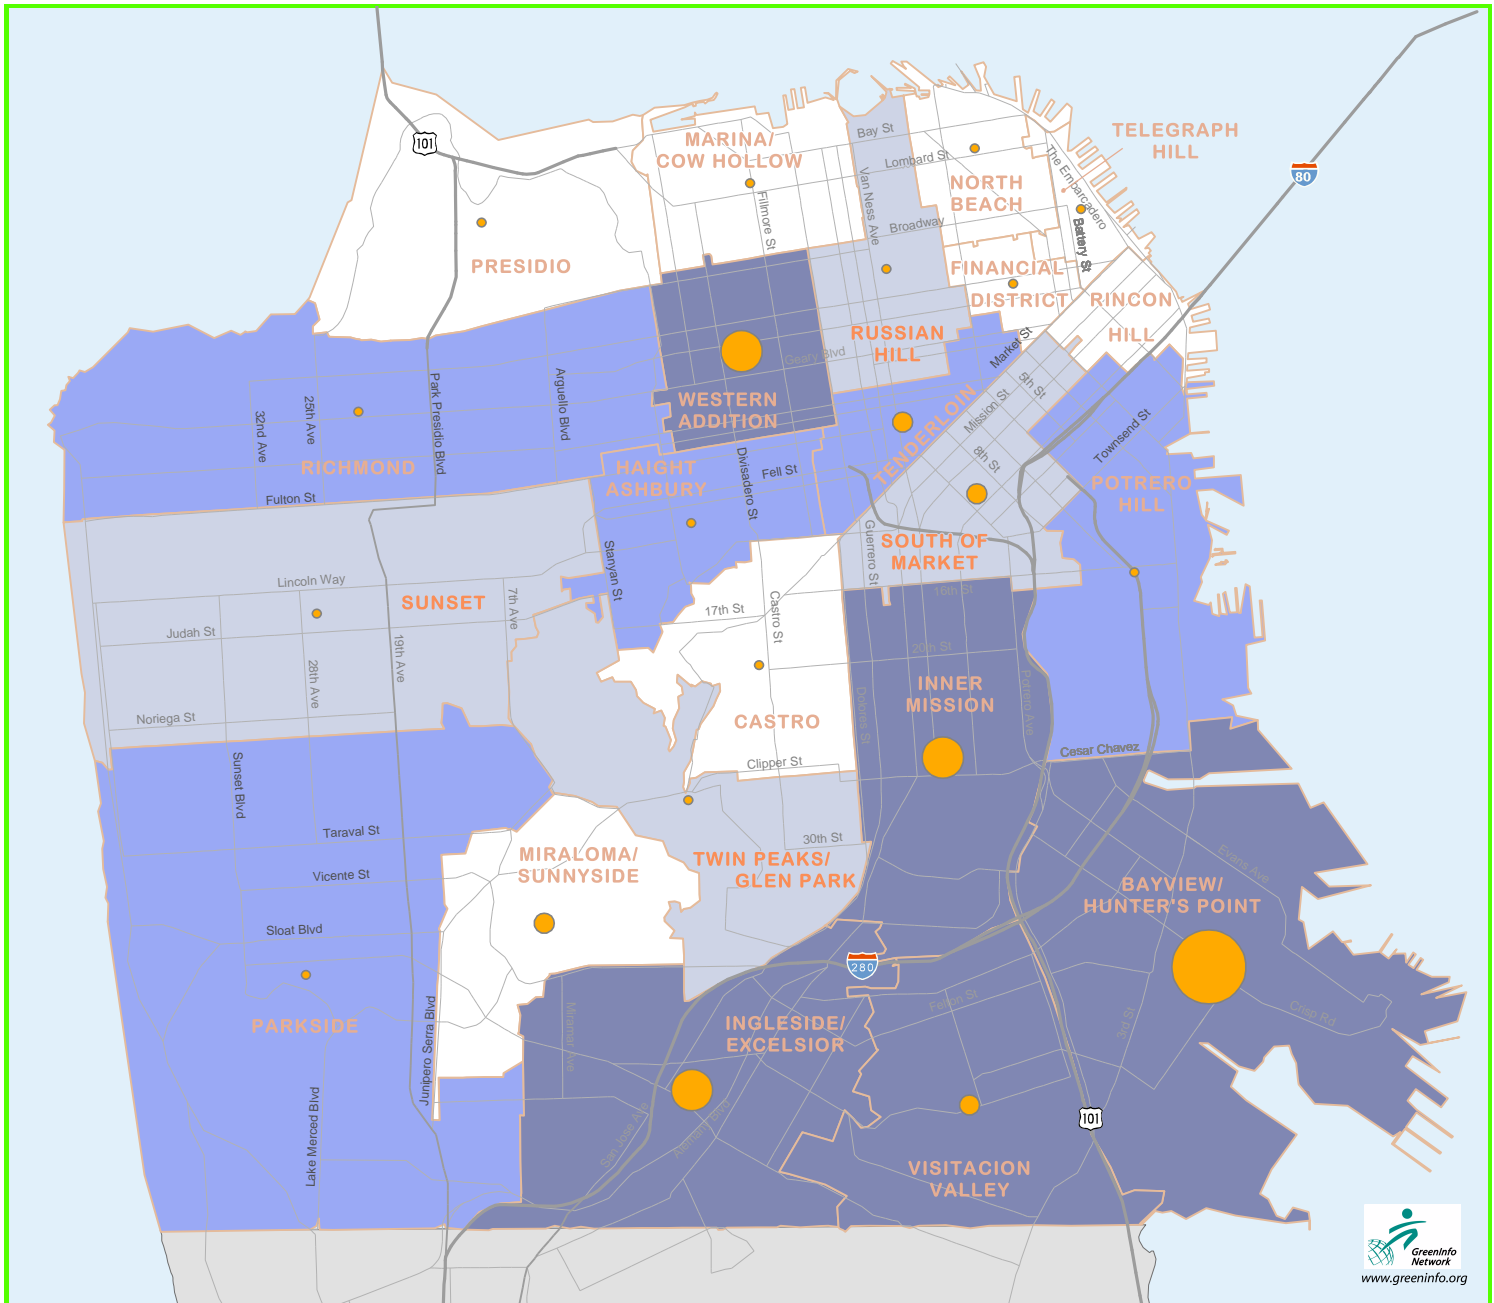 101
MARINA/
COW HOLLOW
Bay St
Lombard St
TELEGRAPH
HILL
The Embarcadero
NORTH
BEACH
80
Fillmore St
Van Ness Ave
Broadway
Battery St
PRESIDIO
FINANCIAL
DISTRICT
RINCON
HILL
RUSSIAN
HILL
Market St
Geary Blvd
5th St
Mission St
8th St
Townsend St
WESTERN
ADDITION
TENDERLOIN
32nd Ave
25th Ave
Park Presidio Blvd
Arguello Blvd
RICHMOND
HAIGHT
ASHBURY
Divisadero St
Fell St
POTRERO
HILL
Fulton St
Stanyan St
Guerrero St
SOUTH OF
MARKET
Lincoln Way
SUNSET
7th Ave
17th St
Castro St
16th St
Judah St
19th Ave
28th Ave
20th St
INNER
MISSION
Dolores St
Potrero Ave
Noriega St
CASTRO
Clipper St
Cesar Chavez
Sunset Blvd
Taraval St
30th St
MIRALOMA/
SUNNYSIDE
TWIN PEAKS/
GLEN PARK
Evans Ave
Vicente St
BAYVIEW/
HUNTER'S POINT
Sloat Blvd
280
Felton St
3rd St
Crisp Rd
PARKSIDE
Junipero Serra Blvd
Miramar Ave
INGLESIDE/
EXCELSIOR
Lake Merced Blvd
San Jose Ave
Alemany Blvd
101
VISITACION
VALLEY
GreenInfo
Network
www.greeninfo.org